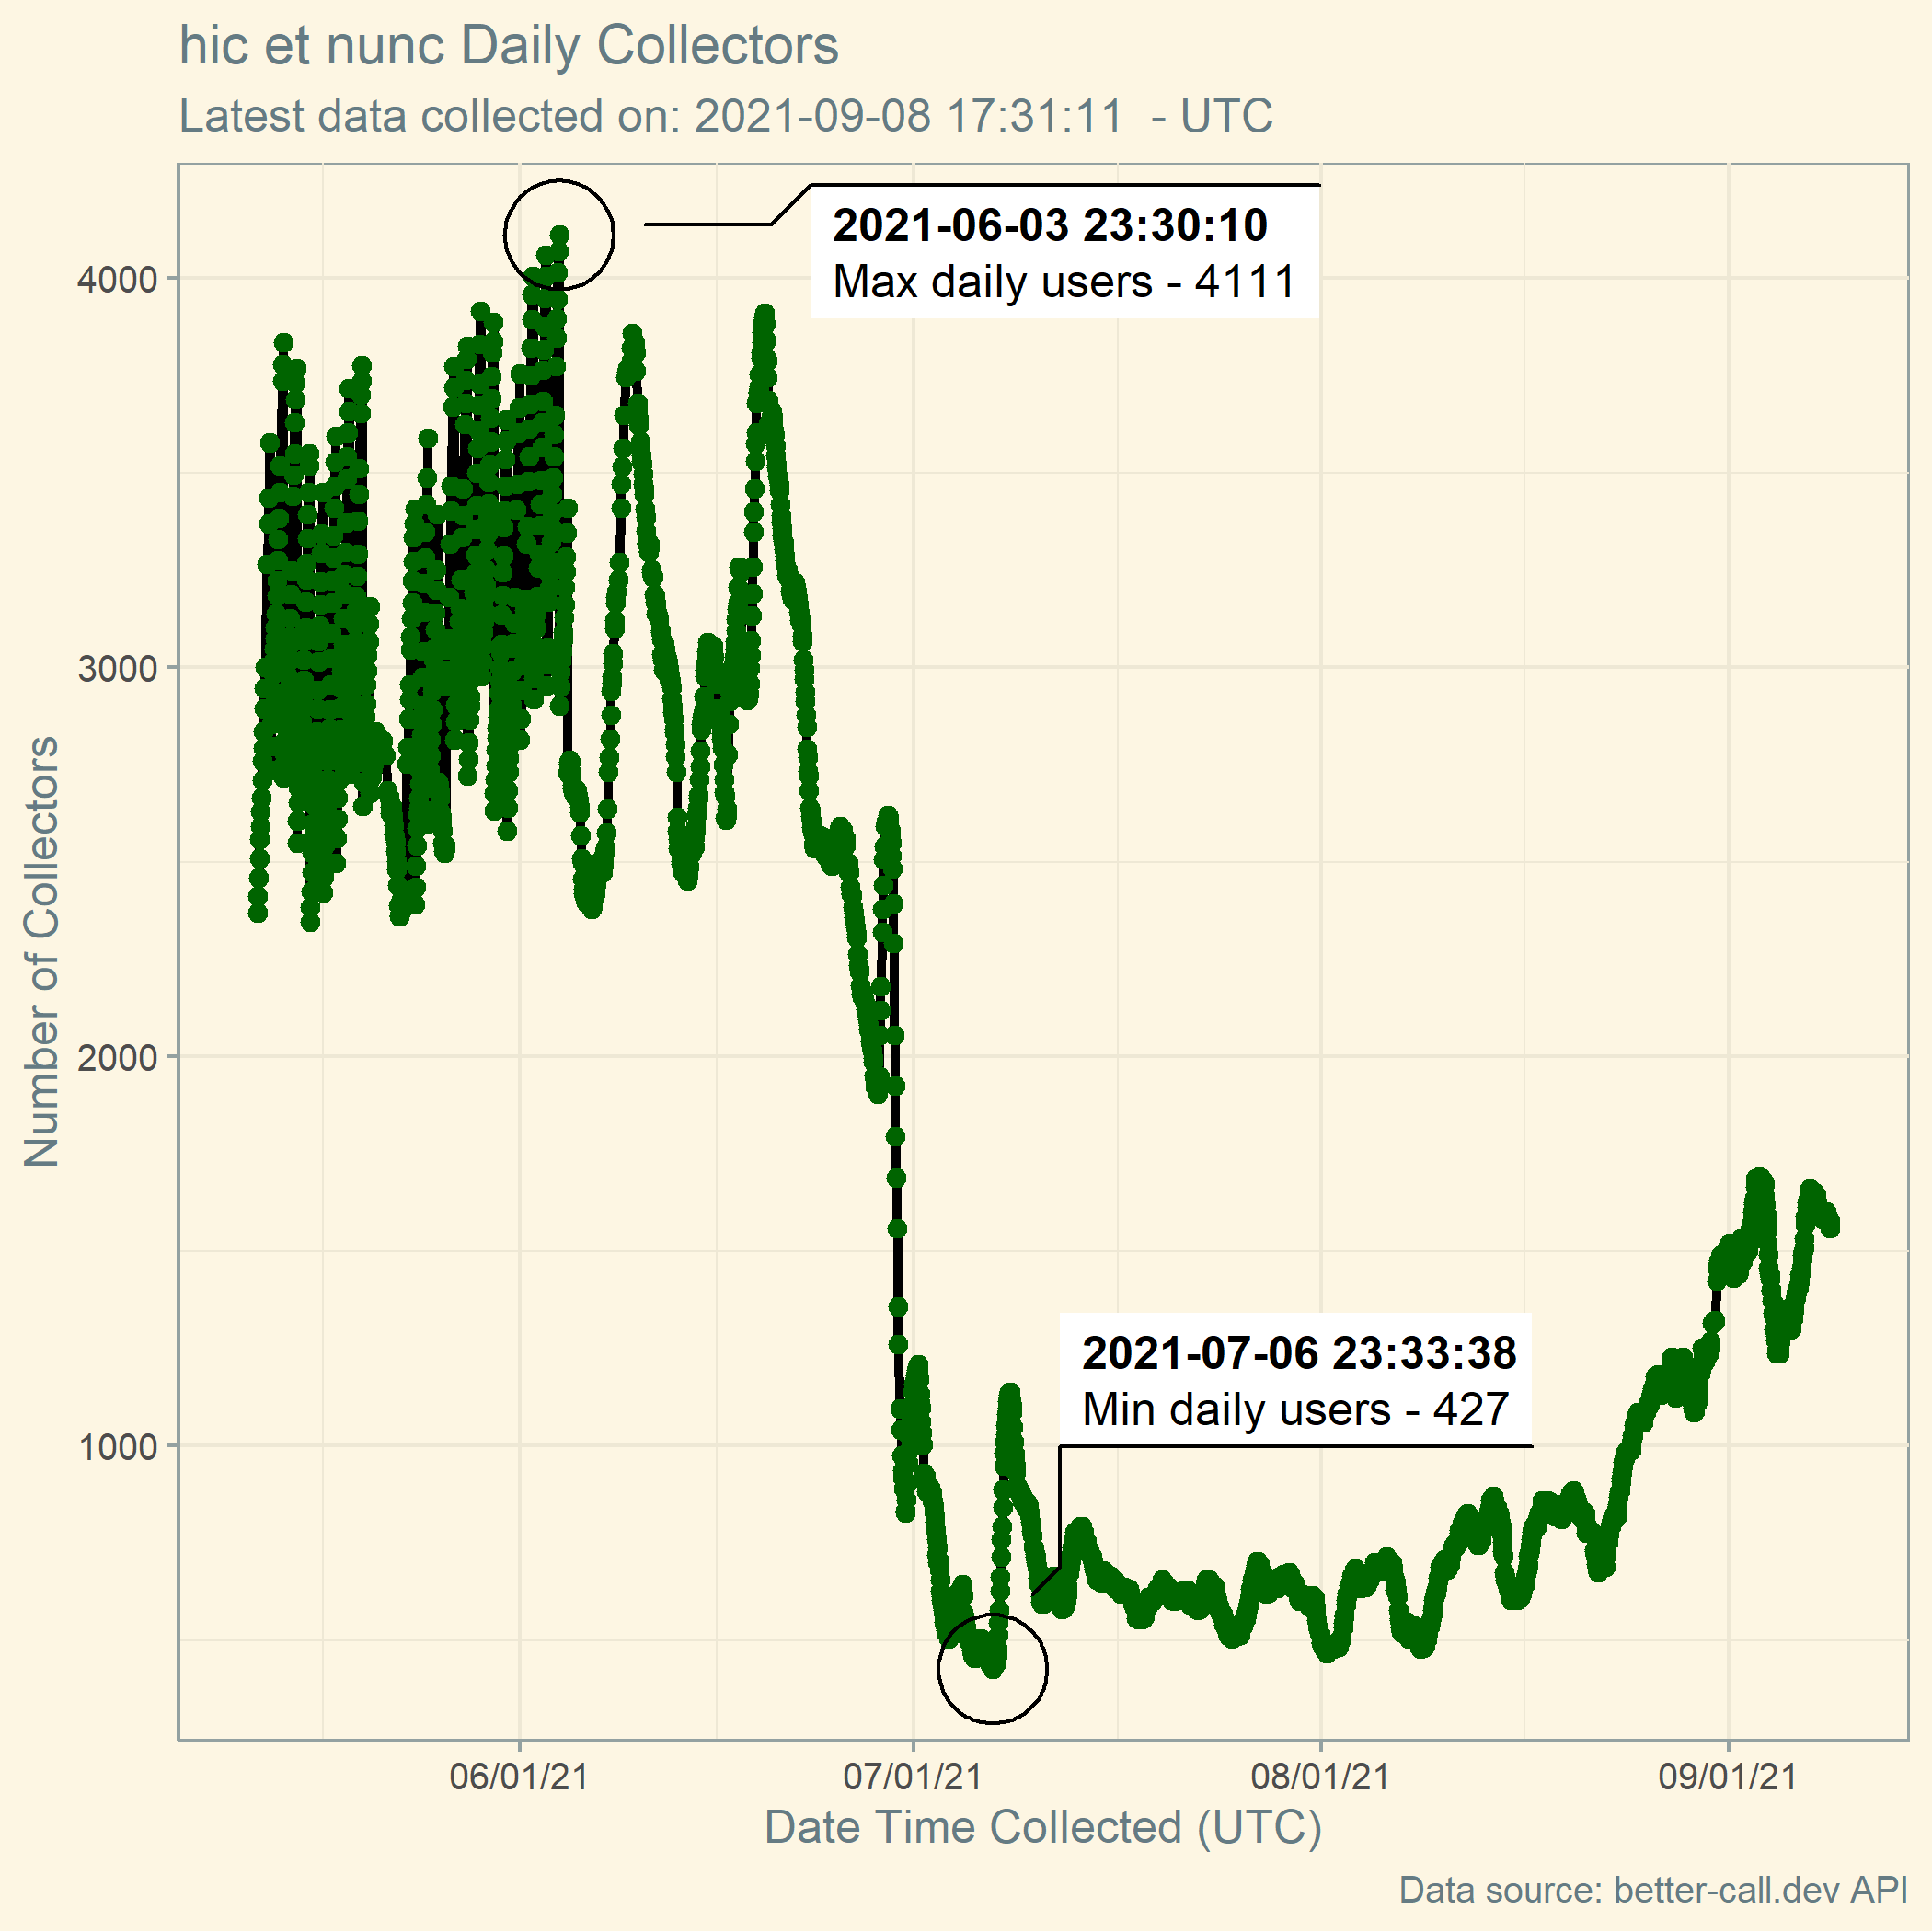 hic et nunc Daily Collectors
Latest data collected on: 2021-09-08 17:31:11  - UTC
2021-06-03 23:30:10
Max daily users - 4111
4000
3000
Number of Collectors
2000
1000
2021-07-06 23:33:38
Min daily users - 427
06/01/21 07/01/21 08/01/21 09/01/21
Date Time Collected (UTC)
Data source: better-call.dev API